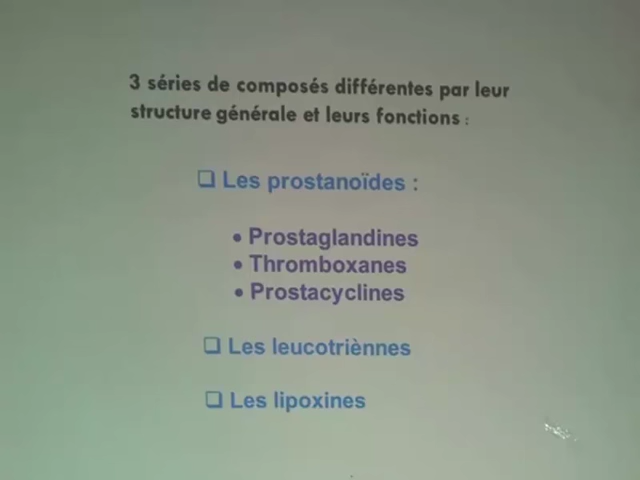 3 séries de composés différentes par leur
structure générale et leurs fonctions :
❑ Les prostanoïdes :
• Prostaglandines
• Thromboxanes
• Prostacyclines
❑ Les leucotriènnes
❑ Les lipoxines